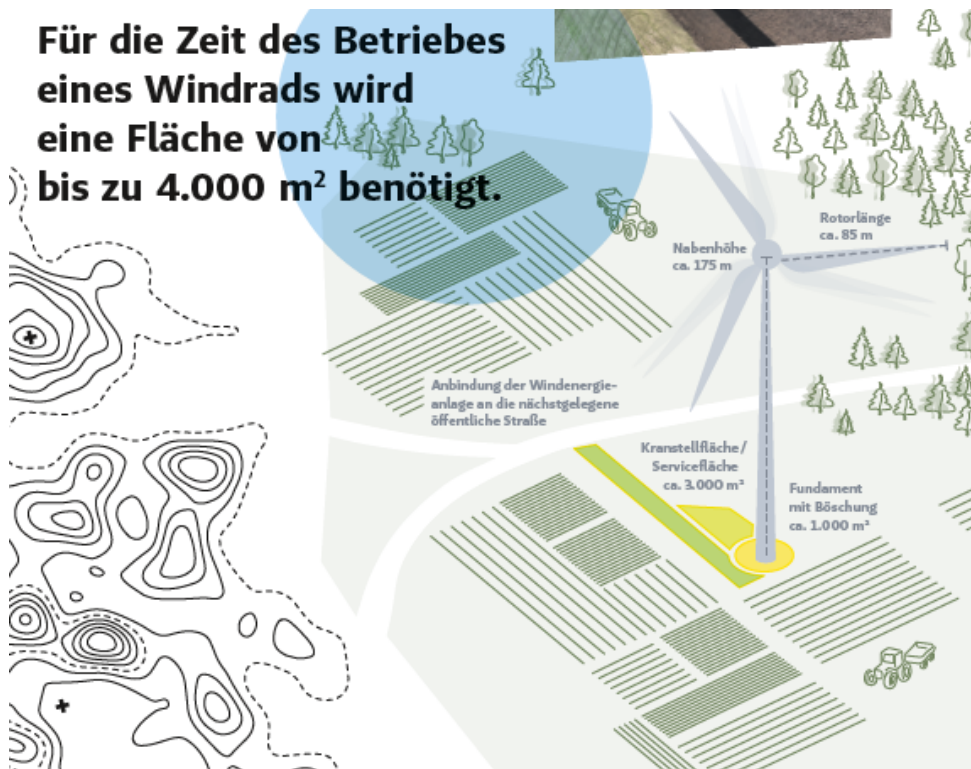 Für die Zeit des Betriebes
eines Windrads wird
eine Fläche von
bis zu 4.000 m² benötigt.
Rotorlänge
ca. 85 m
Nabenhöhe
ca. 175 m
Anbindung der Windenergie-
anlage an die nächstgelegene
öffentliche Straße
Kranstellfläche/
Servicefläche
ca. 3.000 m²
Fundament
mit Böschung
ca. 1.000 m²